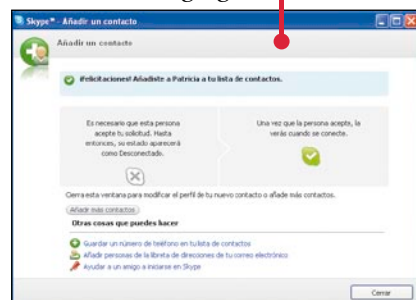 Skype™ - Añadir un contacto
Añadir un contacto
¡Felicitaciones! Añadiste a Patricia a tu lista de contactos.
Es necesario que esta persona
acepte tu solicitud. Hasta
entonces, su estado aparecerá
como Desconectado.
Una vez que la persona acepte, la
verás cuando se conecte.
Cierra esta ventana para modificar el perfil de tu nuevo contacto o añade más contactos.
Añadir más contactos
Otras cosas que puedes hacer
Guardar un número de teléfono en tu lista de contactos
Añadir personas de la libreta de direcciones de tu correo electrónico
Ayudar a un amigo a iniciarse en Skype
Cerrar